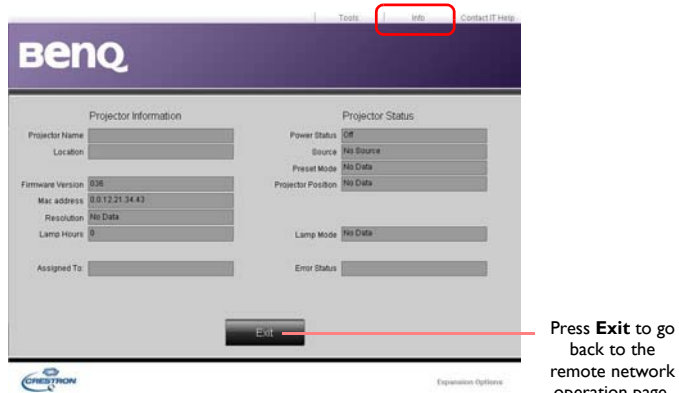 Tools Info Contact IT Help
BenQ
Projector Information Projector Status
Projector Name Power Status Off
Location Source No Source
Preset Mode No Data
Firmware Version 036 Projector Position No Data
Mac address 0.0.12.21.34.43
Resolution No Data
Lamp Hours 0 Lamp Mode No Data
Assigned To: Error Status
Exit
Press Exit to go
back to the
remote network
operation page.
CRESTRON Expansion Options